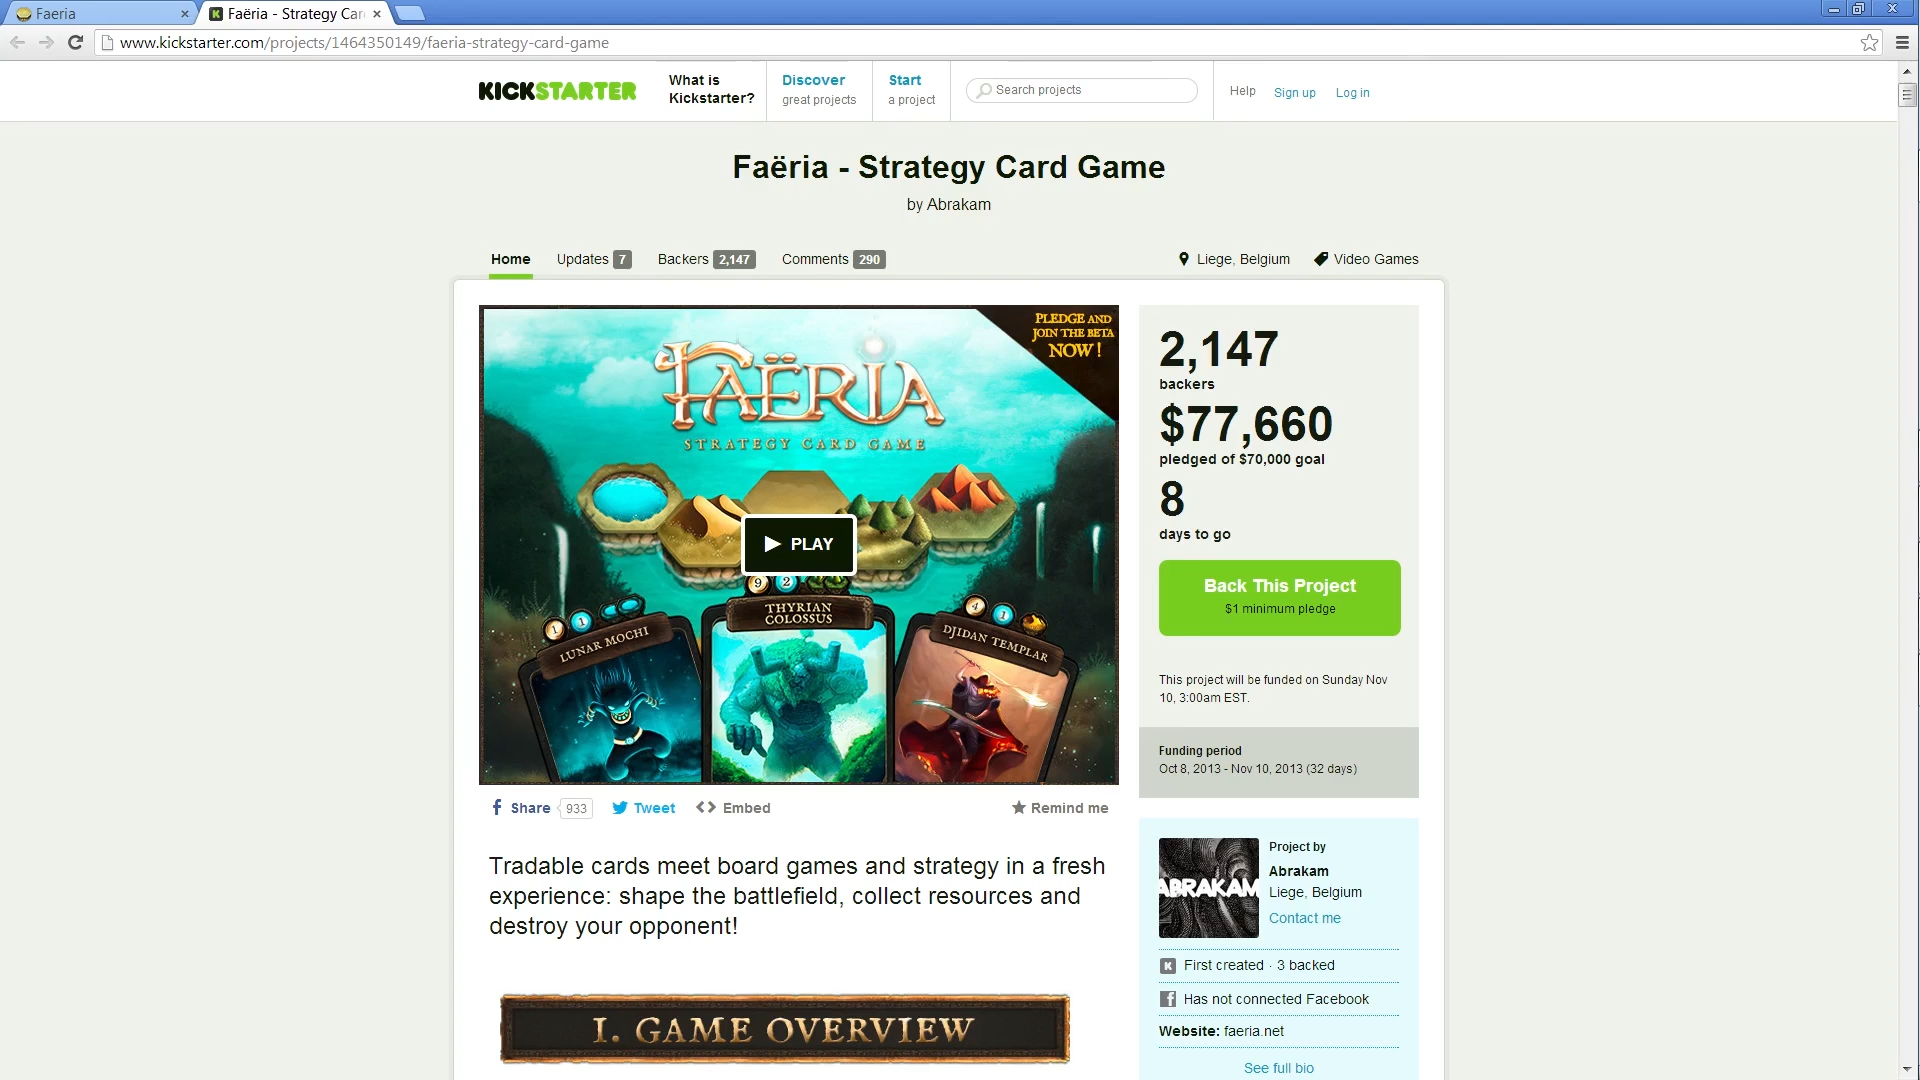 Faeria
Faëria - Strategy Car
www.kickstarter.com/projects/1464350149/faeria-strategy-card-game
KICKSTARTER
What is
Kickstarter?
Discover
great projects
Start
a project
Search projects
Help
Sign up
Log in
Faëria - Strategy Card Game
by Abrakam
Home
Updates 7
Backers 2,147
Comments 290
Liege, Belgium
Video Games
PLEDGE AND
JOIN THE BETA
NOW !
FAËRIA
STRATEGY CARD GAME
PLAY
9 2
THYRIAN
COLOSSUS
1 1
LUNAR MOCHI
4 1
DJIDAN TEMPLAR
2,147
backers
$77,660
pledged of $70,000 goal
8
days to go
Back This Project
$1 minimum pledge
This project will be funded on Sunday Nov
10, 3:00am EST.
Funding period
Oct 8, 2013 - Nov 10, 2013 (32 days)
Share 933
Tweet
Embed
Remind me
Tradable cards meet board games and strategy in a fresh
experience: shape the battlefield, collect resources and
destroy your opponent!
I. GAME OVERVIEW
ABRAKAM
Project by
Abrakam
Liege, Belgium
Contact me
First created · 3 backed
Has not connected Facebook
Website: faeria.net
See full bio